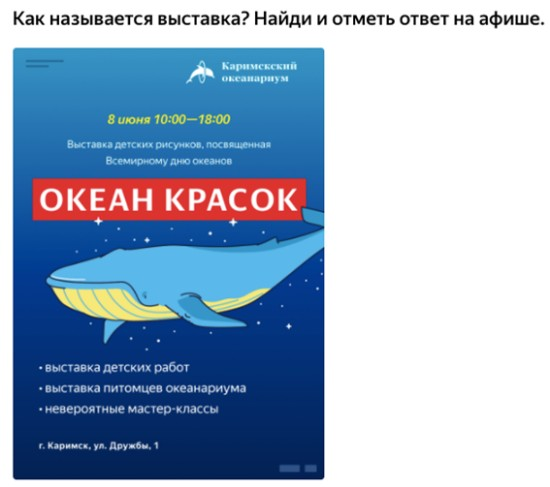 Как называется выставка? Найди и отметь ответ на афише.
Каримскский
океанариум
8 июня 10:00—18:00
Выставка детских рисунков, посвященная
Всемирному дню океанов
ОКЕАН КРАСОК
• выставка детских работ
• выставка питомцев океанариума
• невероятные мастер-классы
г. Каримск, ул. Дружбы, 1